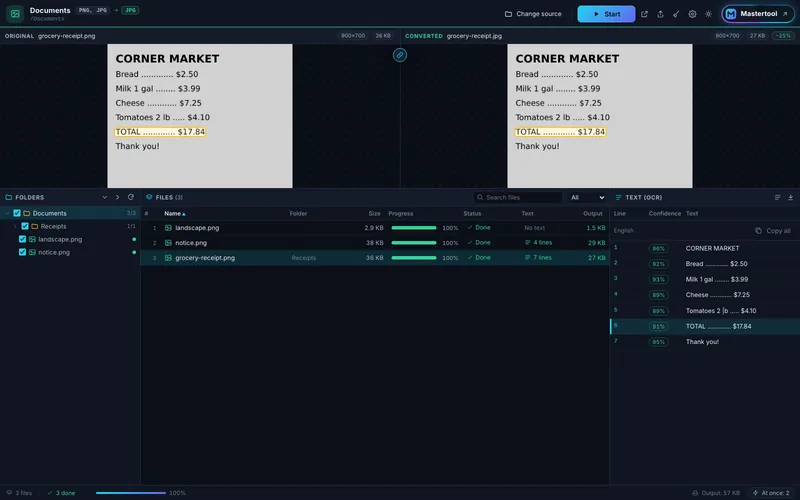 Documents PNG, JPG → JPG
/Documents
Change source Start Mastertool
ORIGINAL grocery-receipt.png 900×700 36 KB
CONVERTED grocery-receipt.jpg 900×700 27 KB −25%
CORNER MARKET
Bread ............. $2.50
Milk 1 gal ........ $3.99
Cheese ............ $7.25
Tomatoes 2 lb ..... $4.10
TOTAL ............. $17.84
Thank you!
CORNER MARKET
Bread ............. $2.50
Milk 1 gal ........ $3.99
Cheese ............ $7.25
Tomatoes 2 lb ..... $4.10
TOTAL ............. $17.84
Thank you!
FOLDERS
Documents 3/3
Receipts 1/1
landscape.png
notice.png
FILES (3) Search files All
# Name Folder Size Progress Status Text Output
1 landscape.png 2.9 KB 100% Done No text 1.5 KB
2 notice.png 38 KB 100% Done 4 lines 29 KB
3 grocery-receipt.png Receipts 36 KB 100% Done 7 lines 27 KB
TEXT (OCR)
Line Confidence Text
English Copy all
1 96% CORNER MARKET
2 92% Bread ............. $2.50
3 93% Milk 1 gal ........ $3.99
4 89% Cheese ............ $7.25
5 89% Tomatoes 2 |b ..... $4.10
6 91% TOTAL ............. $17.84
7 95% Thank you!
3 files 3 done 100% Output: 57 KB At once: 2